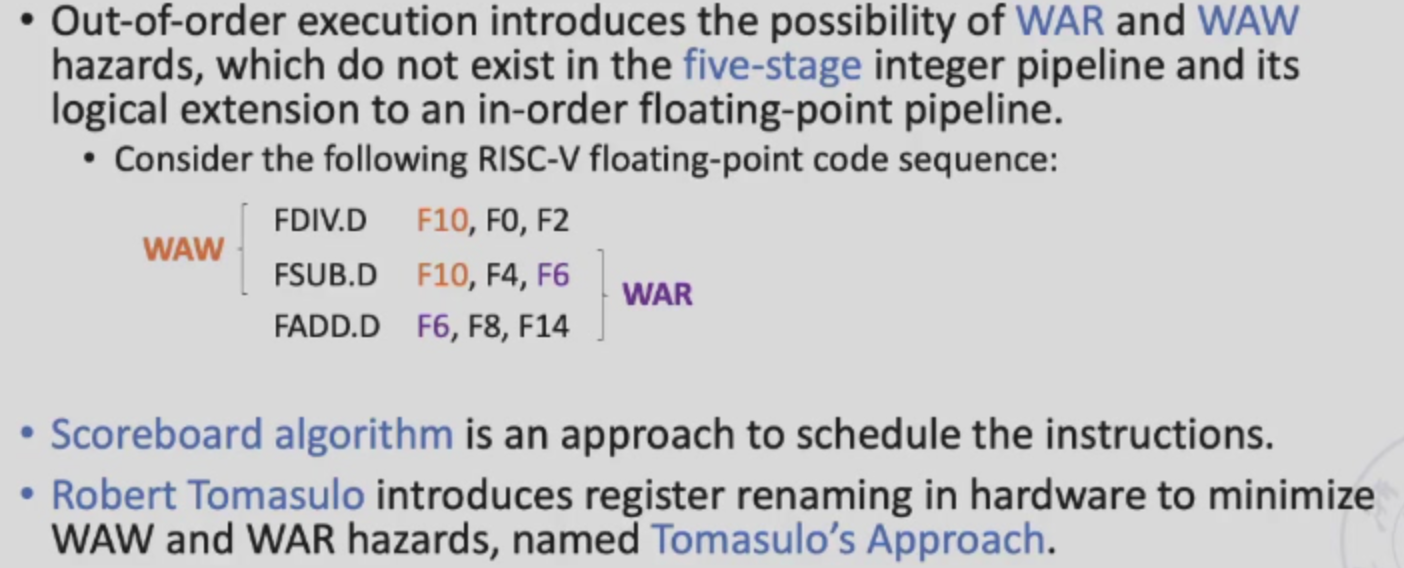 • Out-of-order execution introduces the possibility of WAR and WAW
hazards, which do not exist in the five-stage integer pipeline and its
logical extension to an in-order floating-point pipeline.
• Consider the following RISC-V floating-point code sequence:
FDIV.D F10, F0, F2
WAW
FSUB.D F10, F4, F6
WAR
FADD.D F6, F8, F14
• Scoreboard algorithm is an approach to schedule the instructions.
• Robert Tomasulo introduces register renaming in hardware to minimize
WAW and WAR hazards, named Tomasulo's Approach.